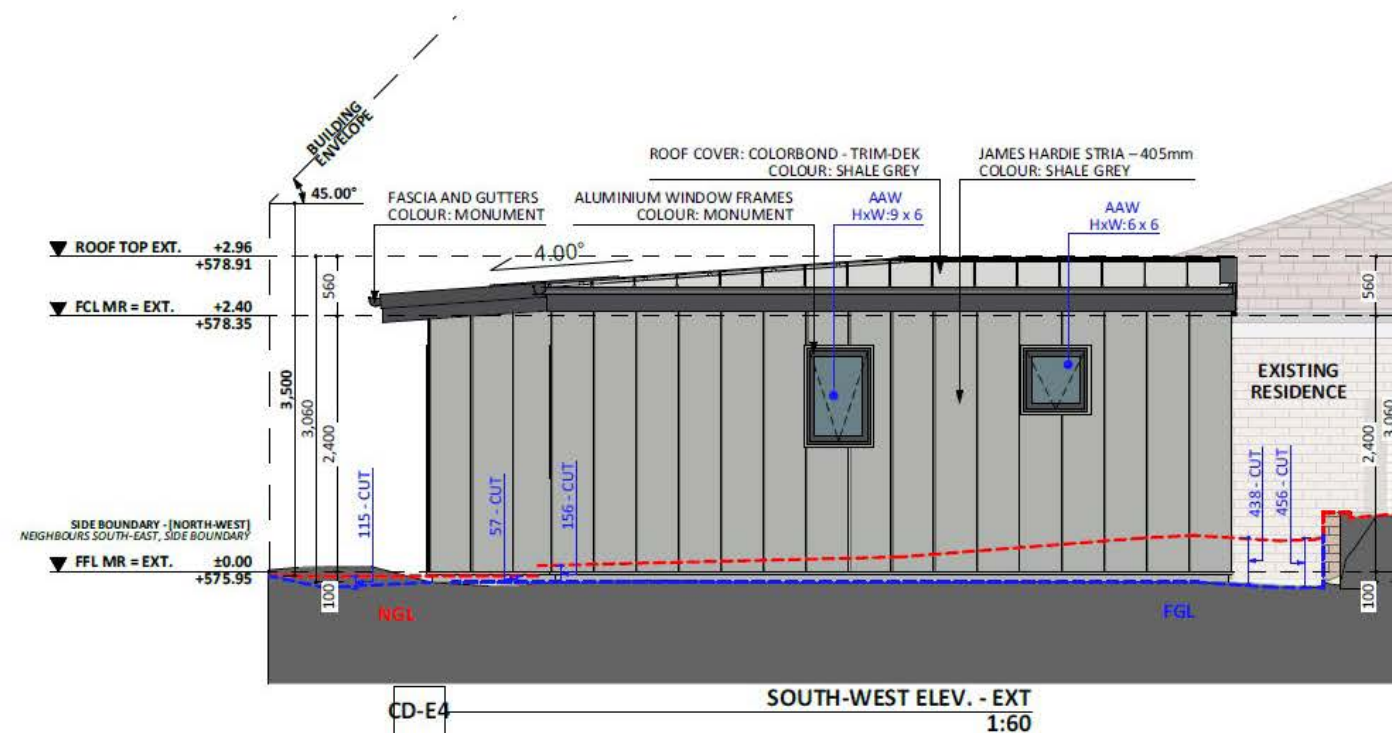 BUILDING
ENVELOPE
45.00°
ROOF COVER: COLORBOND - TRIM-DEK
COLOUR: SHALE GREY
JAMES HARDIE STRIA – 405mm
COLOUR: SHALE GREY
FASCIA AND GUTTERS
COLOUR: MONUMENT
ALUMINIUM WINDOW FRAMES
COLOUR: MONUMENT
AAW
HxW:9 x 6
AAW
HxW:6 x 6
ROOF TOP EXT. +2.96
+578.91
4.00°
560
560
FCL MR = EXT. +2.40
+578.35
EXISTING
RESIDENCE
3,500
3,060
2,400
2,400
3,060
115 - CUT
57 - CUT
156 - CUT
438 - CUT
456 - CUT
SIDE BOUNDARY - [NORTH-WEST]
NEIGHBOURS SOUTH-EAST, SIDE BOUNDARY
FFL MR = EXT. ±0.00
+575.95
100
100
NGL
FGL
CD-E4
SOUTH-WEST ELEV. - EXT
1:60